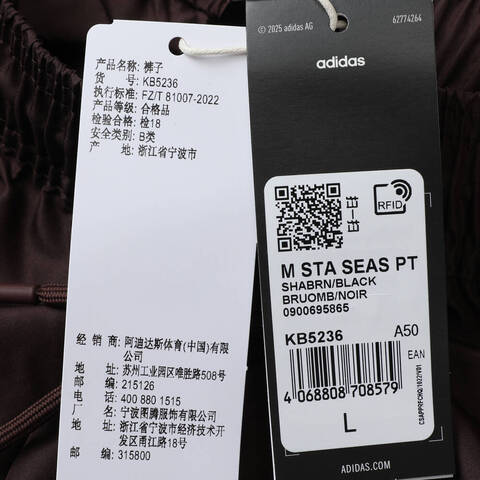 产品名称: 裤子
货 号: KB5236
执行标准: FZ/T 81007-2022
产品等级: 合格品
检验合格: 检18
安全类别: B类
产 地: 浙江省宁波市
经 销 商: 阿迪达斯体育(中国)有限公司
地 址: 苏州工业园区唯新路508号
邮 编: 215126
电 话: 400 880 1515
工 厂: 宁波图腾服饰有限公司
地 址: 浙江省宁波市经济技术开发区甬江路18号
邮 编: 315800
© 2025 adidas AG
62774264
adidas
RFID
M STA SEAS PT
SHABRN/BLACK
BRUOMB/NOIR
0900695865
KB5236 A50
EAN
4 068808 708579
L
ADIDAS.COM